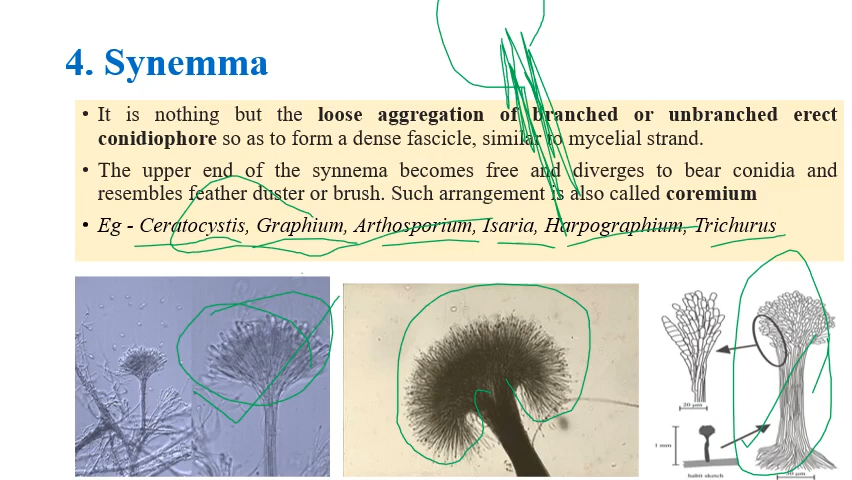 4. Synemma
• It is nothing but the loose aggregation of branched or unbranched erect
conidiophore so as to form a dense fascicle, similar to mycelial strand.
• The upper end of the synnema becomes free and diverges to bear conidia and
resembles feather duster or brush. Such arrangement is also called coremium
• Eg - Ceratocystis, Graphium, Arthosporium, Isaria, Harpographium, Trichurus
20 µm
1 mm
habit sketch
50 µm